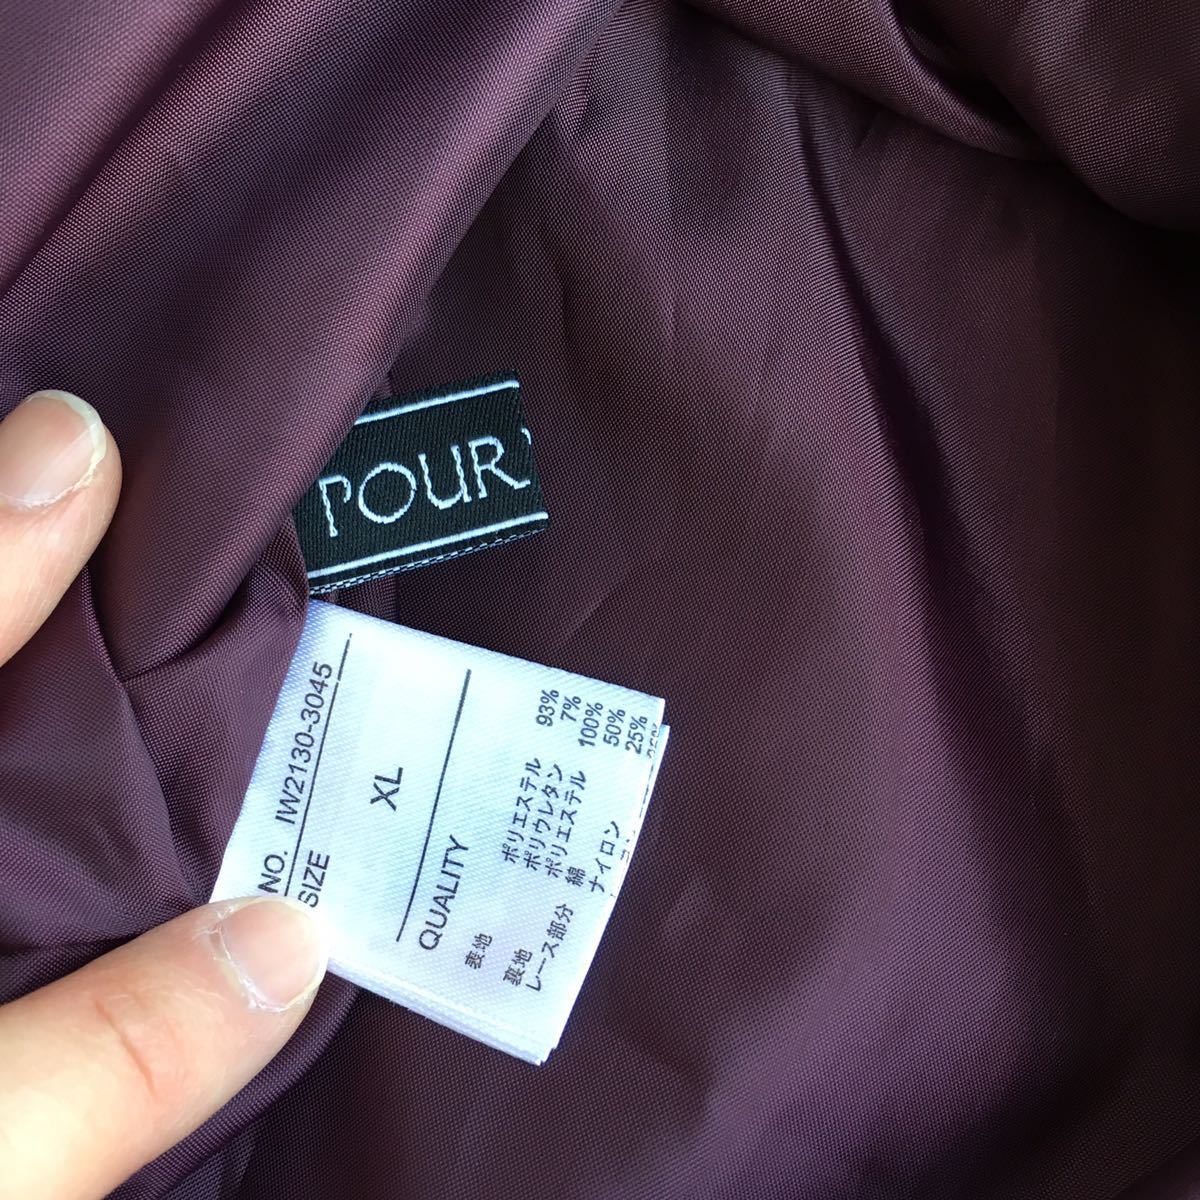 POUR
NO. IW2130-3045
SIZE
XL
QUALITY
表地 ポリエステル 93%
ポリウレタン 7%
裏地 ポリエステル 100%
レース部分 綿 50%
ナイロン 25%